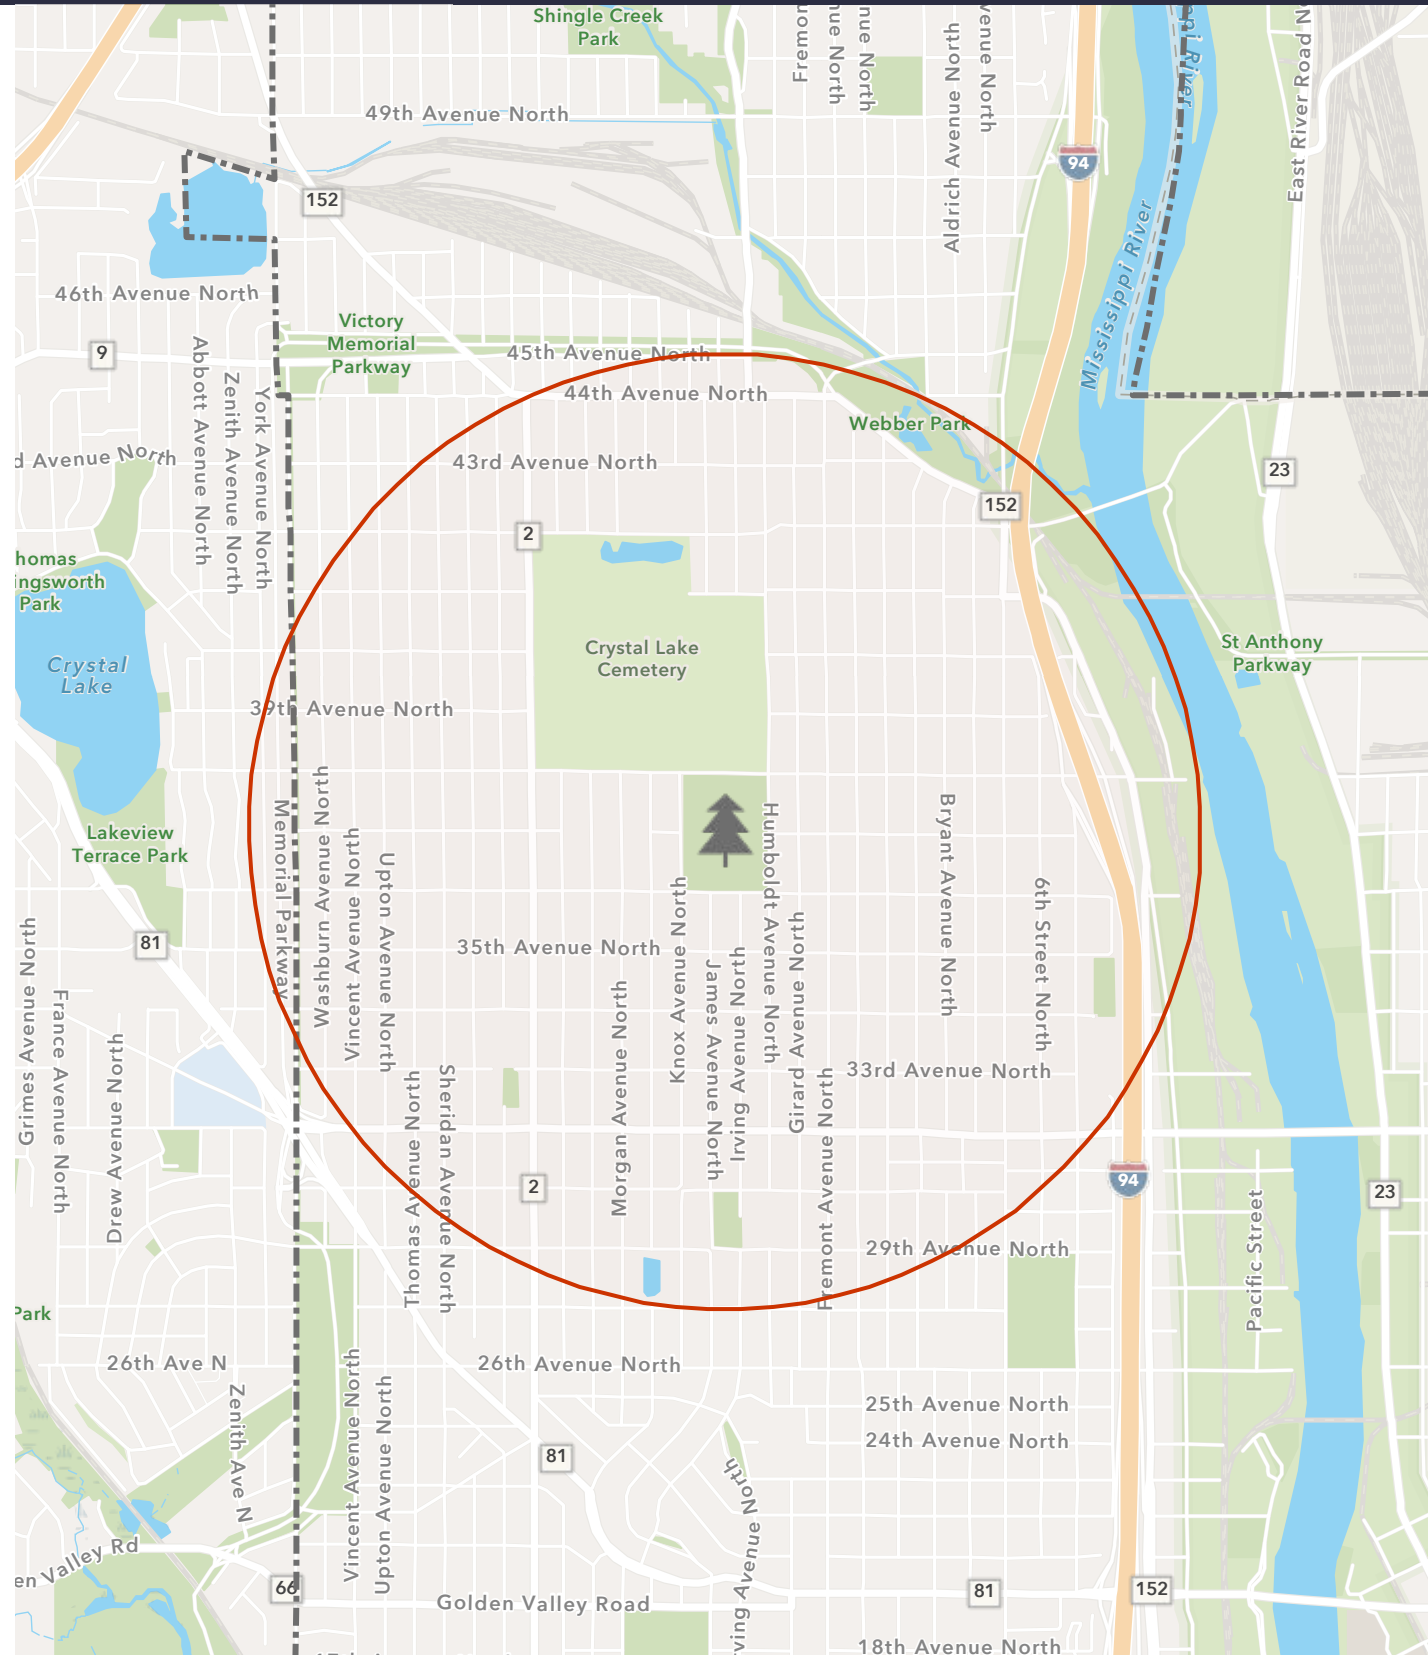 Shingle Creek
Park
49th Avenue North
Aldrich Avenue North
East River Road N
94
152
46th Avenue North
Mississippi River
Victory
Memorial
Parkway
9
45th Avenue North
44th Avenue North
Abbott Avenue North
Zenith Avenue North
York Avenue North
Webber Park
d Avenue North
43rd Avenue North
23
152
2
homas
ingsworth
Park
Crystal Lake
Cemetery
St Anthony
Parkway
Crystal
Lake
39th Avenue North
Memorial Parkway
Washburn Avenue North
Vincent Avenue North
Upton Avenue North
Humboldt Avenue North
Bryant Avenue North
6th Street North
Lakeview
Terrace Park
81
35th Avenue North
Knox Avenue North
James Avenue North
Irving Avenue North
Girard Avenue North
Grimes Avenue North
France Avenue North
Drew Avenue North
Morgan Avenue North
33rd Avenue North
Thomas Avenue North
Sheridan Avenue North
Fremont Avenue North
2
94
23
29th Avenue North
Pacific Street
Park
26th Ave N
26th Avenue North
Zenith Ave N
Vincent Avenue North
Upton Avenue North
25th Avenue North
24th Avenue North
81
Irving Avenue North
en Valley Rd
66
Golden Valley Road
81
152
18th Avenue North